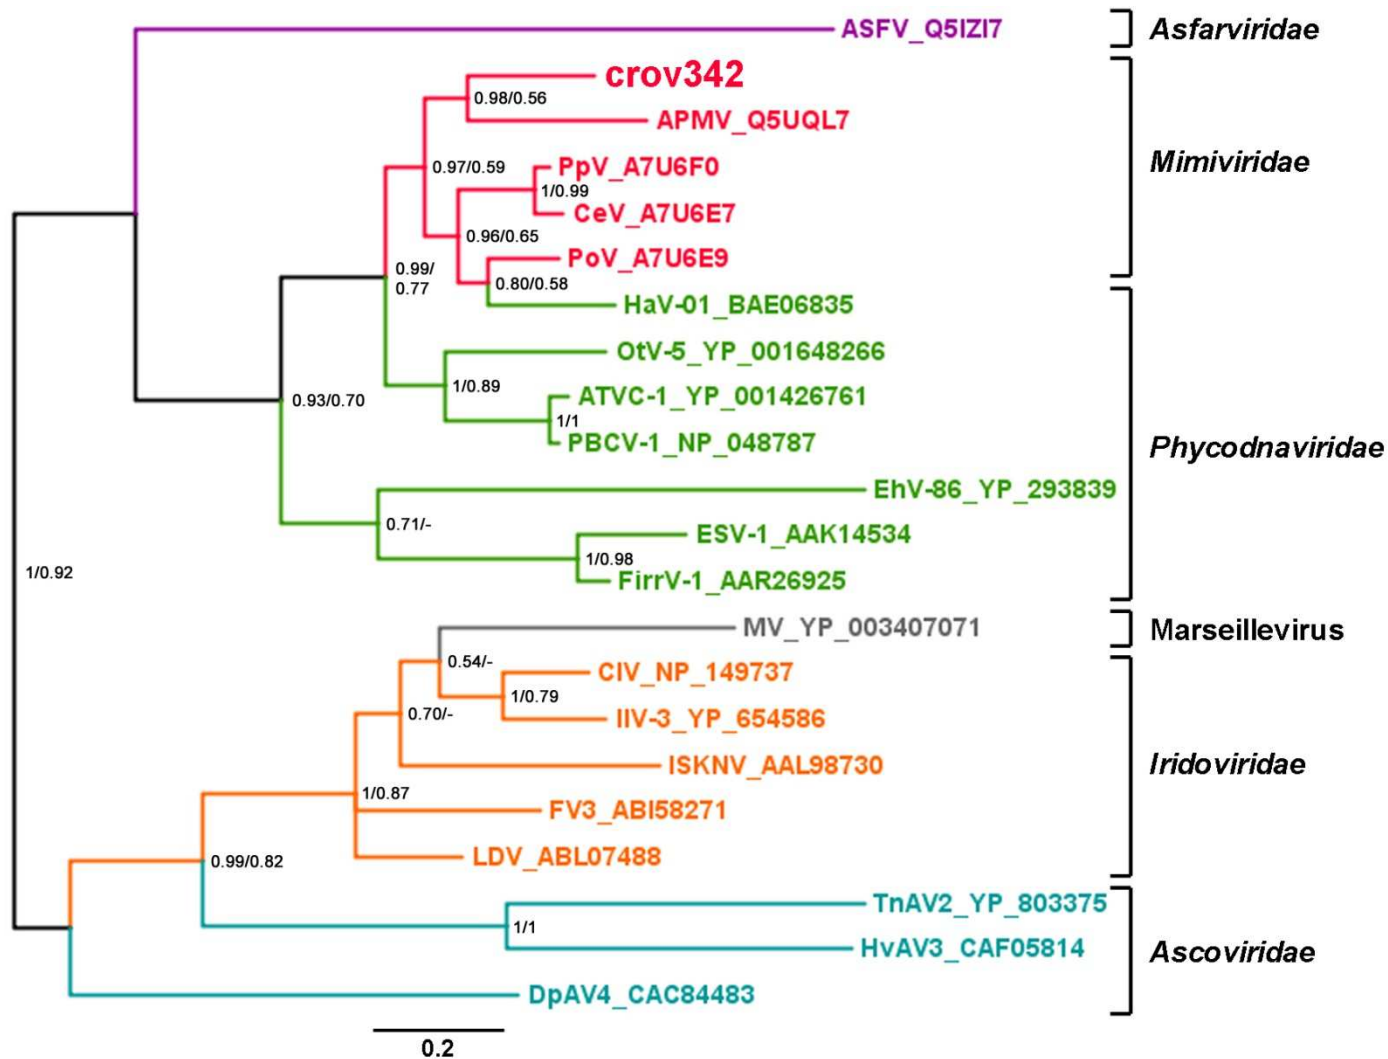 ASFV_Q5IZI7
Asfarviridae
crov342
0.98/0.56
APMV_Q5UQL7
Mimiviridae
0.97/0.59
PpV_A7U6F0
1/0.99
CeV_A7U6E7
0.96/0.65
PoV_A7U6E9
0.99/
0.77
0.80/0.58
HaV-01_BAE06835
OtV-5_YP_001648266
1/0.89
ATVC-1_YP_001426761
0.93/0.70
1/1
PBCV-1_NP_048787
Phycodnaviridae
EhV-86_YP_293839
0.71/-
ESV-1_AAK14534
1/0.98
1/0.92
FirrV-1_AAR26925
MV_YP_003407071
Marseillevirus
0.54/-
CIV_NP_149737
1/0.79
0.70/-
IIV-3_YP_654586
ISKNV_AAL98730
Iridoviridae
1/0.87
FV3_ABI58271
LDV_ABL07488
0.99/0.82
TnAV2_YP_803375
1/1
HvAV3_CAF05814
Ascoviridae
DpAV4_CAC84483
0.2